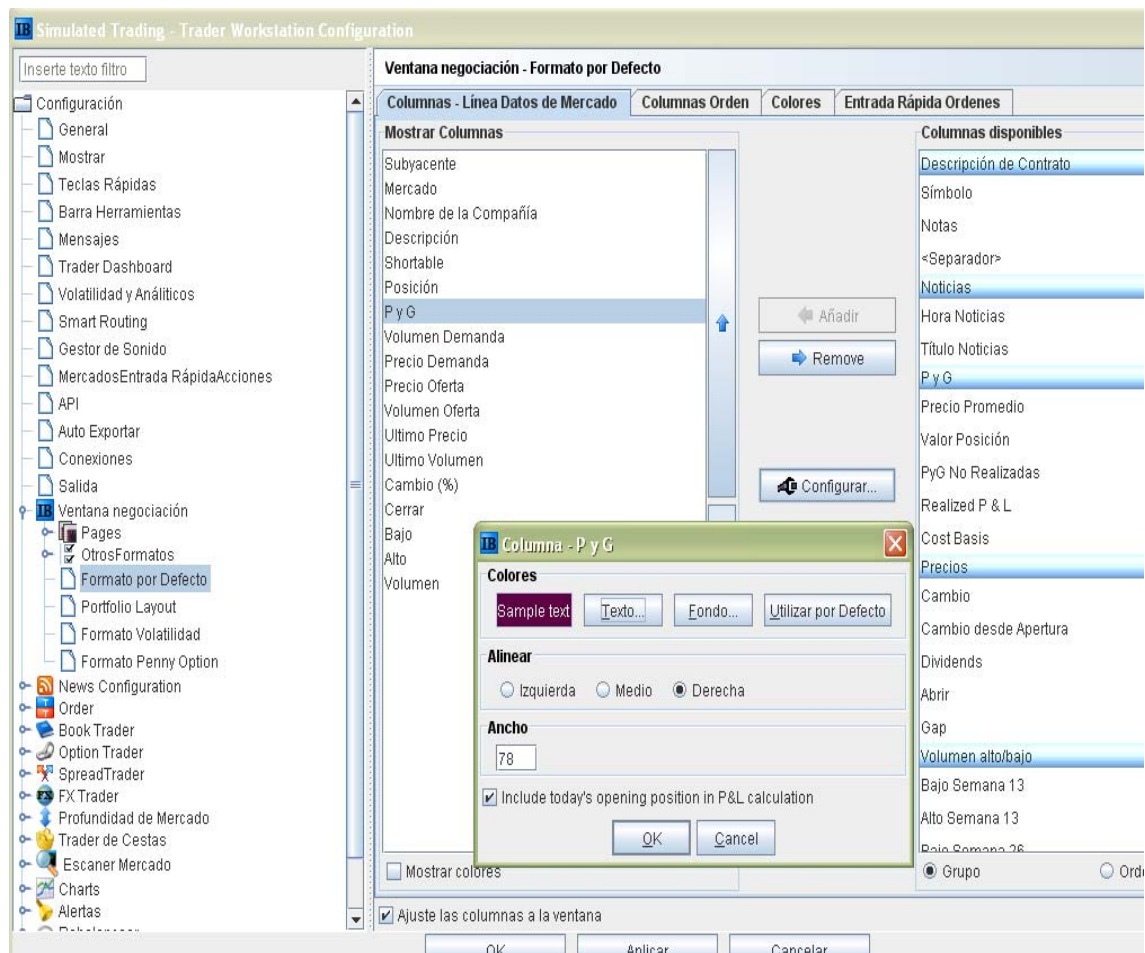 Simulated Trading - Trader Workstation Configuration
Inserte texto filtro
Configuración
General
Mostrar
Teclas Rápidas
Barra Herramientas
Mensajes
Trader Dashboard
Volatilidad y Análiticos
Smart Routing
Gestor de Sonido
MercadosEntrada RápidaAcciones
API
Auto Exportar
Conexiones
Salida
Ventana negociación
Pages
OtrosFormatos
Formato por Defecto
Portfolio Layout
Formato Volatilidad
Formato Penny Option
News Configuration
Order
Book Trader
Option Trader
SpreadTrader
FX Trader
Profundidad de Mercado
Trader de Cestas
Escaner Mercado
Charts
Alertas
Ventana negociación - Formato por Defecto
Columnas - Línea Datos de Mercado
Columnas Orden
Colores
Entrada Rápida Ordenes
Mostrar Columnas
Subyacente
Mercado
Nombre de la Compañía
Descripción
Shortable
Posición
P y G
Volumen Demanda
Precio Demanda
Precio Oferta
Volumen Oferta
Ultimo Precio
Ultimo Volumen
Cambio (%)
Cerrar
Bajo
Alto
Volumen
Mostrar colores
Añadir
Remove
Configurar...
Columnas disponibles
Descripción de Contrato
Símbolo
Notas
<Separador>
Noticias
Hora Noticias
Título Noticias
P y G
Precio Promedio
Valor Posición
PyG No Realizadas
Realized P & L
Cost Basis
Precios
Cambio
Cambio desde Apertura
Dividends
Abrir
Gap
Volumen alto/bajo
Bajo Semana 13
Alto Semana 13
Bajo Semana 26
Grupo
Orde
Columna - P y G
Colores
Sample text
Texto...
Fondo...
Utilizar por Defecto
Alinear
Izquierda
Medio
Derecha
Ancho
78
Include today's opening position in P&L calculation
OK
Cancel
Ajuste las columnas a la ventana
OK
Aplicar
Cancelar